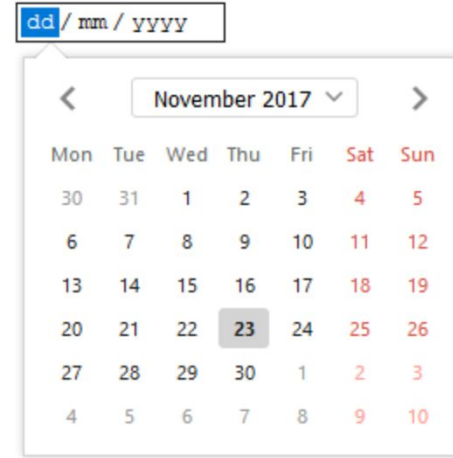 dd / mm / yyyy
November 2017
Mon Tue Wed Thu Fri Sat Sun
30 31 1 2 3 4 5
6 7 8 9 10 11 12
13 14 15 16 17 18 19
20 21 22 23 24 25 26
27 28 29 30 1 2 3
4 5 6 7 8 9 10